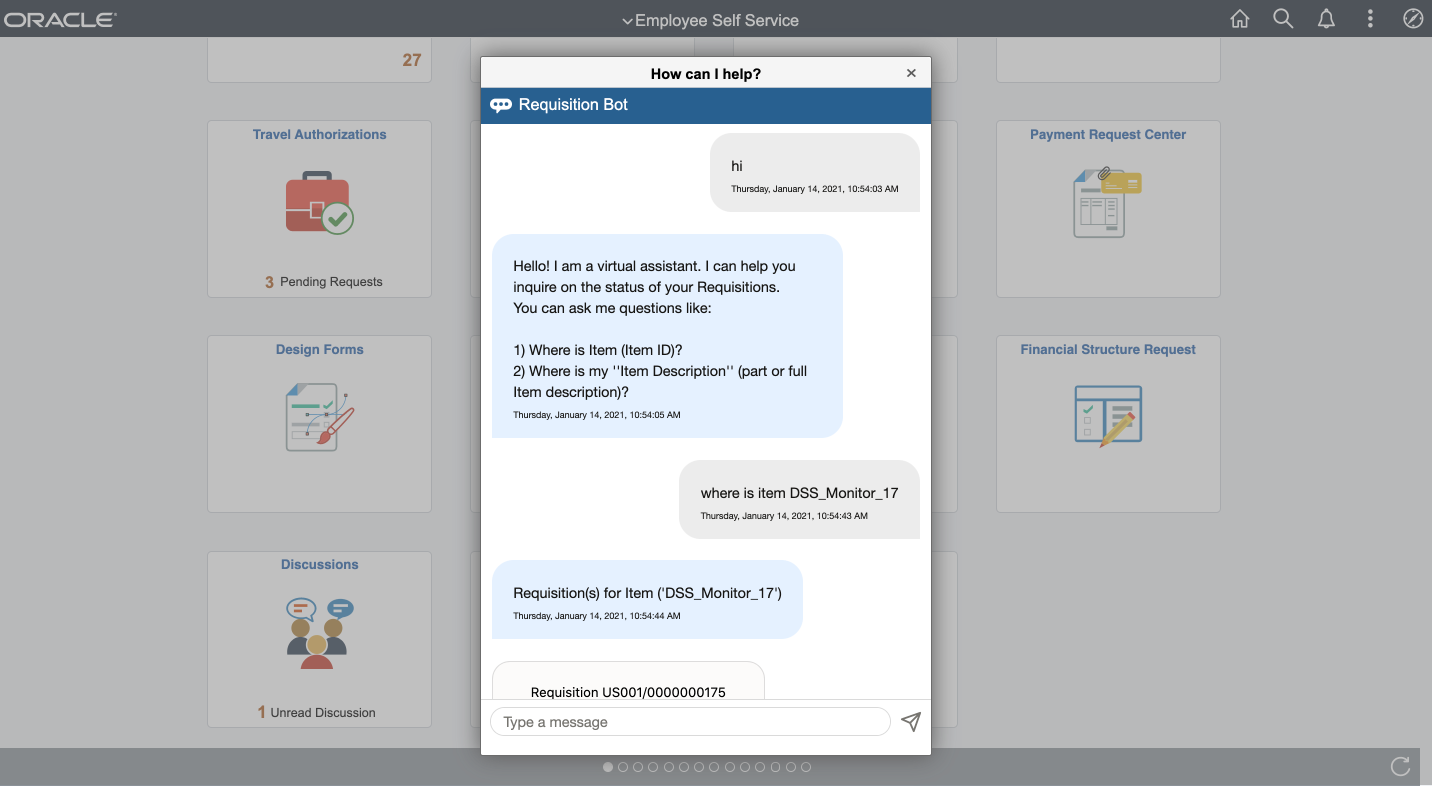 ORACLE
Employee Self Service
27
How can I help?
×
Requisition Bot
hi
Thursday, January 14, 2021, 10:54:03 AM
Hello! I am a virtual assistant. I can help you
inquire on the status of your Requisitions.
You can ask me questions like:
1) Where is Item (Item ID)?
2) Where is my ''Item Description'' (part or full
Item description)?
Thursday, January 14, 2021, 10:54:05 AM
where is item DSS_Monitor_17
Thursday, January 14, 2021, 10:54:43 AM
Requisition(s) for Item ('DSS_Monitor_17')
Thursday, January 14, 2021, 10:54:44 AM
Requisition US001/0000000175
Type a message
Travel Authorizations
3 Pending Requests
Payment Request Center
Design Forms
Financial Structure Request
Discussions
1 Unread Discussion